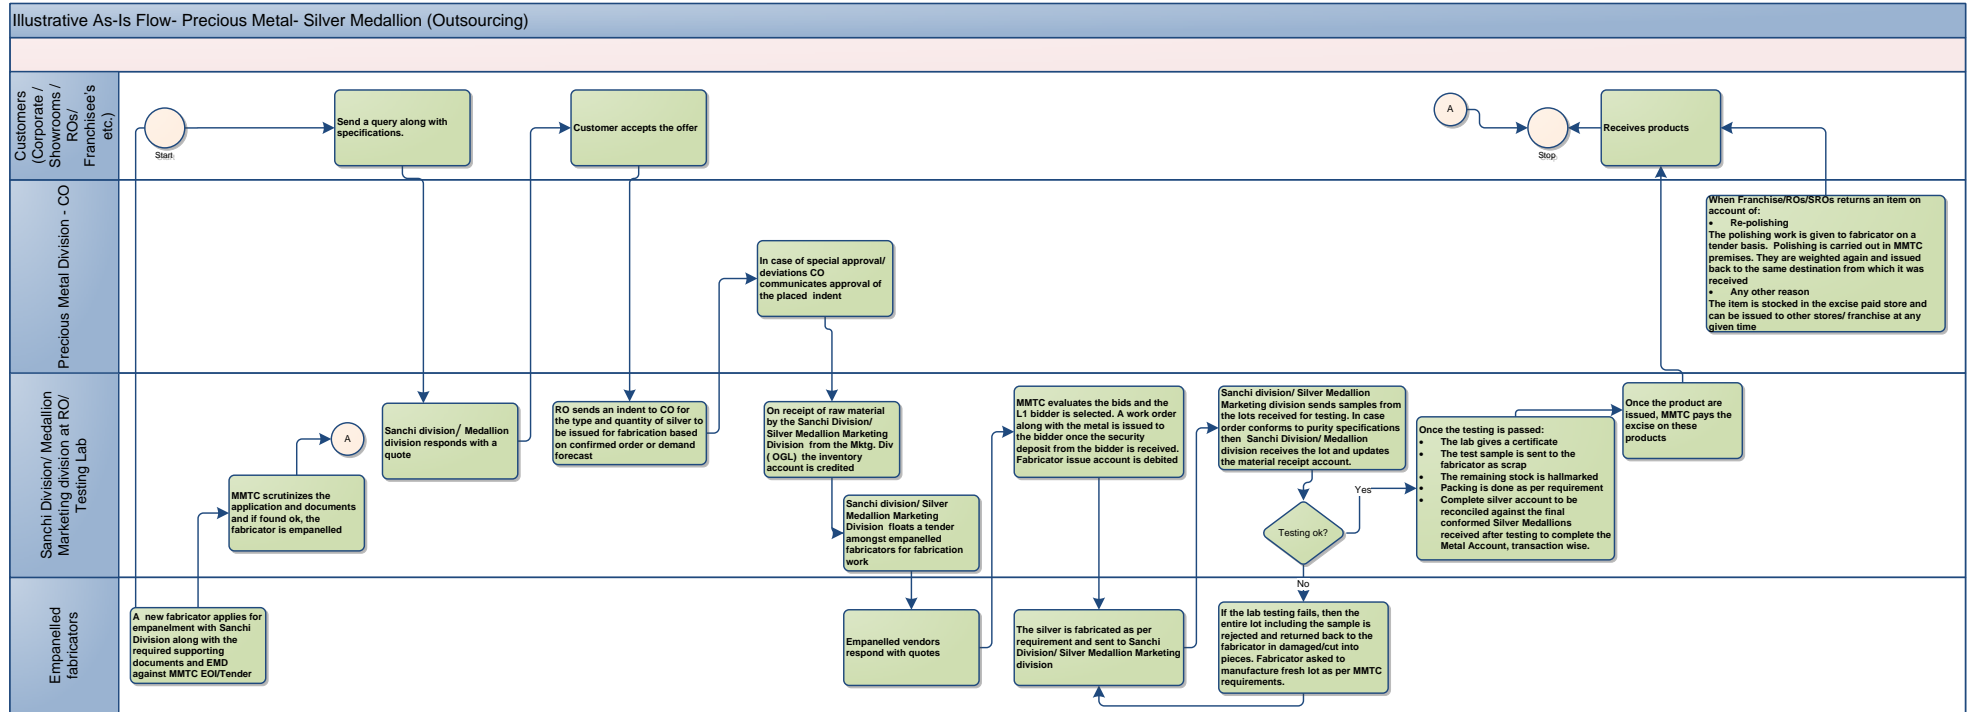 Illustrative As-Is Flow- Precious Metal- Silver Medallion (Outsourcing)
Customers
(Corporate /
Showrooms /
ROs/
Franchisee's
etc.)
Start
Send a query along with
specifications.
Customer accepts the offer
A
Stop
Receives products
Precious Metal Division - CO
In case of special approval/
deviations CO
communicates approval of
the placed indent
When Franchise/ROs/SROs returns an item on
account of:
• Re-polishing
The polishing work is given to fabricator on a
tender basis. Polishing is carried out in MMTC
premises. They are weighted again and issued
back to the same destination from which it was
received
• Any other reason
The item is stocked in the excise paid store and
can be issued to other stores/ franchise at any
given time
Sanchi Division/ Medallion
Marketing division at RO/
Testing Lab
MMTC scrutinizes the
application and documents
and if found ok, the
fabricator is empanelled
A
Sanchi division/ Medallion
division responds with a
quote
RO sends an indent to CO for
the type and quantity of silver to
be issued for fabrication based
on confirmed order or demand
forecast
On receipt of raw material
by the Sanchi Division/
Silver Medallion Marketing
Division from the Mktg. Div
( OGL) the inventory
account is credited
Sanchi division/ Silver
Medallion Marketing
Division floats a tender
amongst empanelled
fabricators for fabrication
work
MMTC evaluates the bids and the
L1 bidder is selected. A work order
along with the metal is issued to
the bidder once the security
deposit from the bidder is received.
Fabricator issue account is debited
Sanchi division/ Silver Medallion
Marketing division sends samples from
the lots received for testing. In case
order conforms to purity specifications
then Sanchi Division/ Medallion
division receives the lot and updates
the material receipt account.
Testing ok?
Yes
No
Once the testing is passed:
• The lab gives a certificate
• The test sample is sent to the
fabricator as scrap
• The remaining stock is hallmarked
• Packing is done as per requirement
• Complete silver account to be
reconciled against the final
conformed Silver Medallions
received after testing to complete the
Metal Account, transaction wise.
Once the product are
issued, MMTC pays the
excise on these
products
Empanelled
fabricators
A new fabricator applies for
empanelment with Sanchi
Division along with the
required supporting
documents and EMD
against MMTC EOI/Tender
Empanelled vendors
respond with quotes
The silver is fabricated as per
requirement and sent to Sanchi
Division/ Silver Medallion Marketing
division
If the lab testing fails, then the
entire lot including the sample is
rejected and returned back to the
fabricator in damaged/cut into
pieces. Fabricator asked to
manufacture fresh lot as per MMTC
requirements.